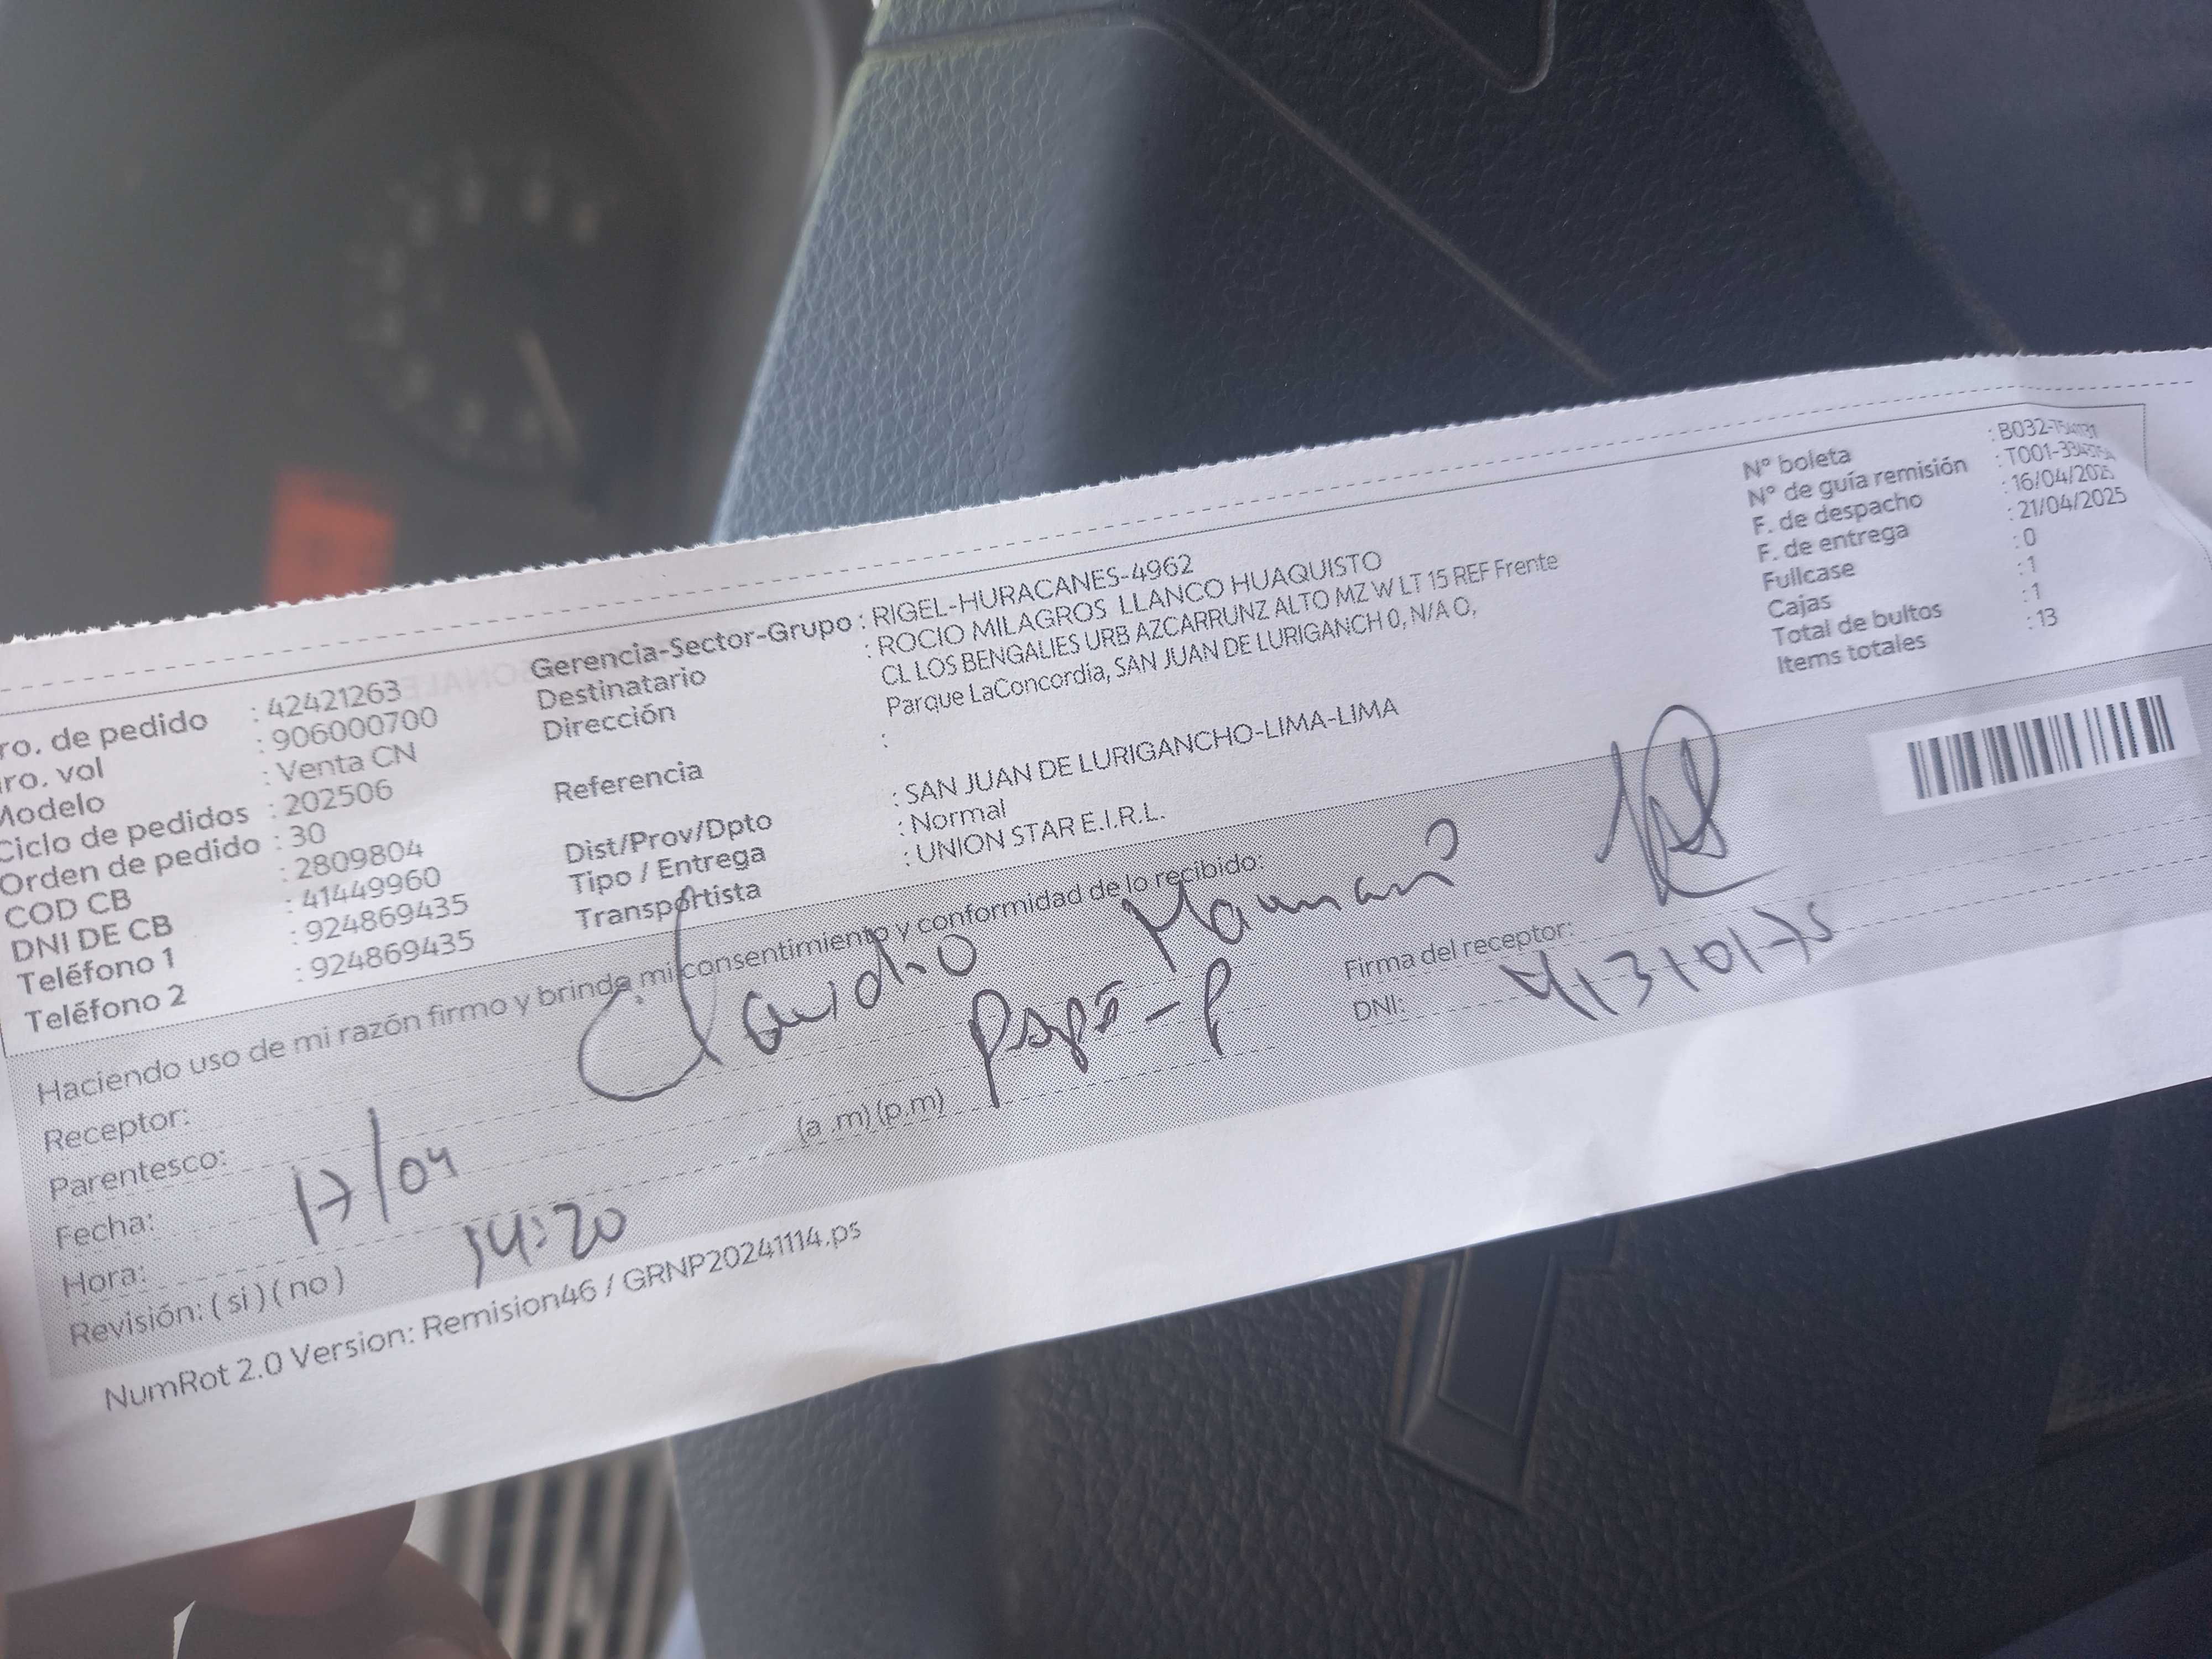 ro. de pedido : 42421263
ro. vol : 906000700
Modelo : Venta CN
Ciclo de pedidos : 202506
Orden de pedido : 30
COD CB : 2809804
DNI DE CB : 41449960
Teléfono 1 : 924869435
Teléfono 2 : 924869435
Gerencia-Sector-Grupo : RIGEL-HURACANES-4962
Destinatario : ROCIO MILAGROS LLANCO HUAQUISTO
Dirección : CL LOS BENGALIES URB AZCARRUNZ ALTO MZ W LT 15 REF Frente
Parque LaConcordia, SAN JUAN DE LURIGANCH 0, N/A O,
Referencia :
Dist/Prov/Dpto : SAN JUAN DE LURIGANCHO-LIMA-LIMA
Tipo / Entrega : Normal
Transportista : UNION STAR E.I.R.L.
N° boleta : B032-
N° de guía remisión : T001-
F. de despacho : 16/04/2025
F. de entrega : 21/04/2025
Fullcase : 0
Cajas : 1
Total de bultos : 1
Items totales : 13
Haciendo uso de mi razón firmo y brindo mi consentimiento y conformidad de lo recibido:
Receptor: Claudio Mamani
Parentesco: Papá - P
Fecha: 17/04
Hora: 14:20 (a .m) (p.m)
Revisión: ( si ) ( no )
Firma del receptor:
DNI: 41310175
NumRot 2.0 Version: Remision46 / GRNP20241114.ps